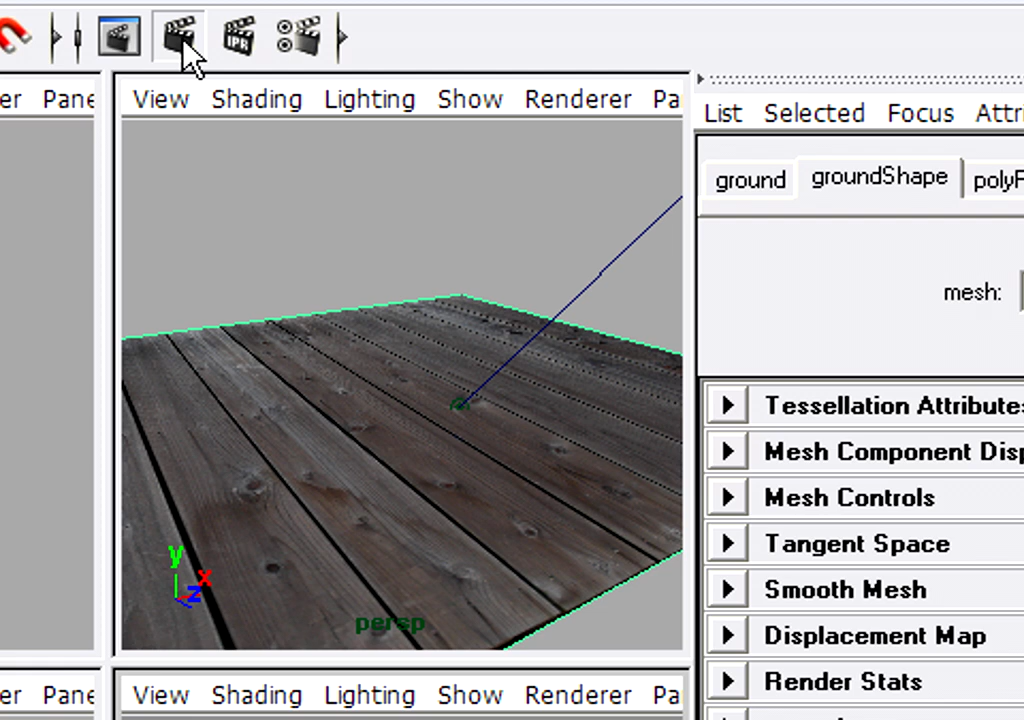 IPR
er Pane
View Shading Lighting Show Renderer Pa
List Selected Focus Attri
ground groundShape polyF
mesh:
Tessellation Attributes
Mesh Component Disp
Mesh Controls
Tangent Space
Smooth Mesh
Displacement Map
Render Stats
y
x
z
persp
er Pane
View Shading Lighting Show Renderer Pa